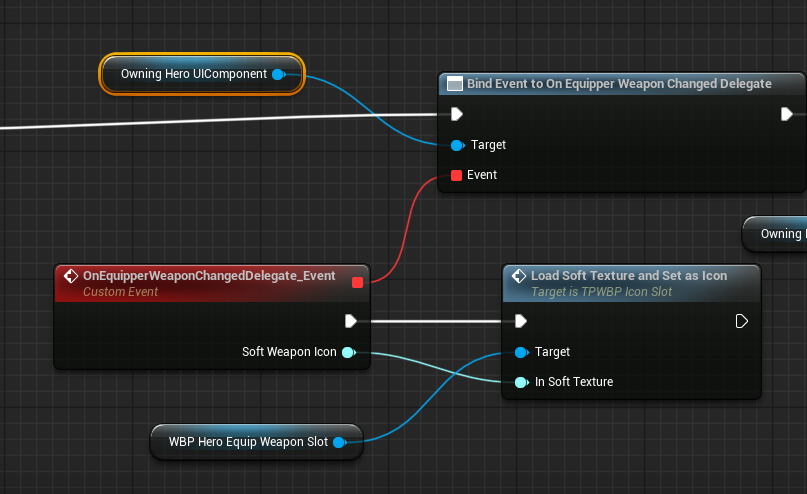 Owning Hero UIComponent
Bind Event to On Equipper Weapon Changed Delegate
Target
Event
Owning
OnEquipperWeaponChangedDelegate_Event
Custom Event
Soft Weapon Icon
Load Soft Texture and Set as Icon
Target is TPWBP Icon Slot
Target
In Soft Texture
WBP Hero Equip Weapon Slot